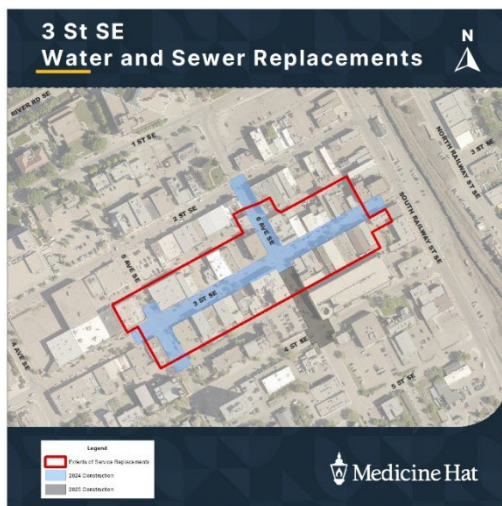 3 St SE
Water and Sewer Replacements
N
RIVER RD SE
1 ST SE
NORTH RAILWAY ST SE
3 ST SE
2 ST SE
SOUTH RAILWAY ST SE
6 AVE SE
5 AVE SE
3 ST SE
4 AVE SE
4 ST SE
5 ST SE
Legend
Extents of Service Replacements
2024 Construction
2025 Construction
Medicine Hat